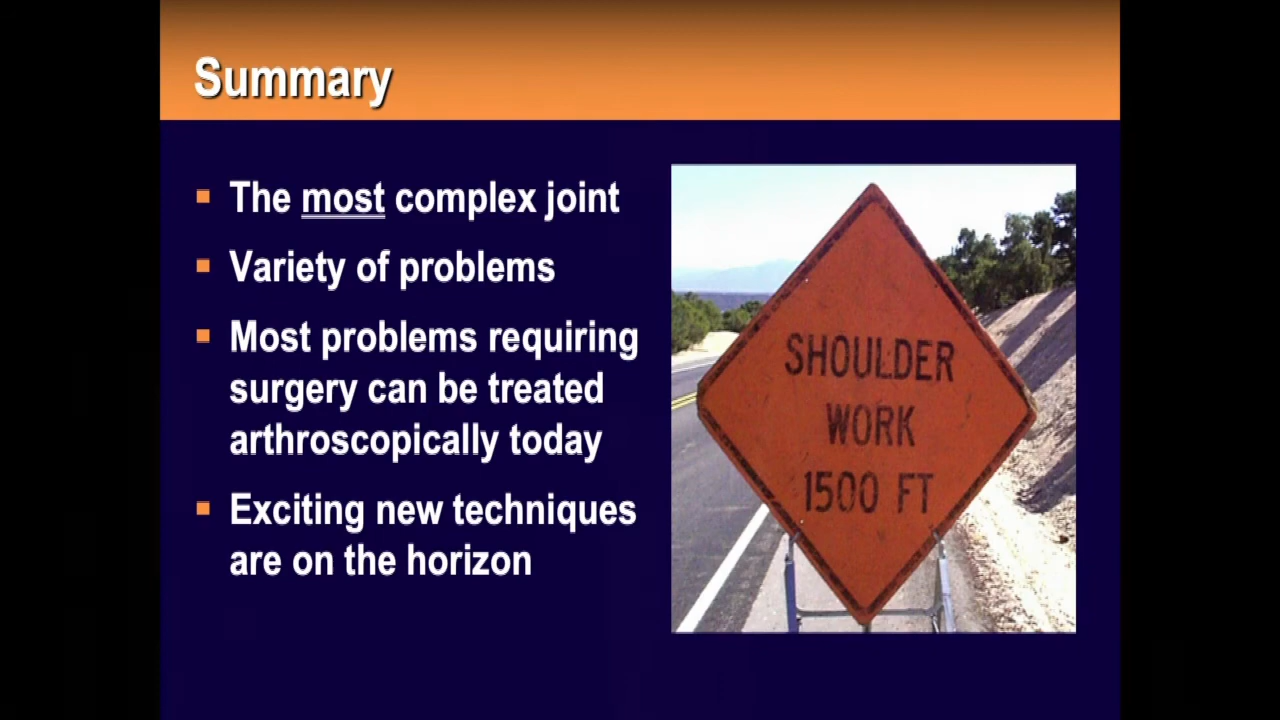 Summary
The most complex joint
Variety of problems
Most problems requiring
surgery can be treated
arthroscopically today
Exciting new techniques
are on the horizon
SHOULDER
WORK
1500 FT